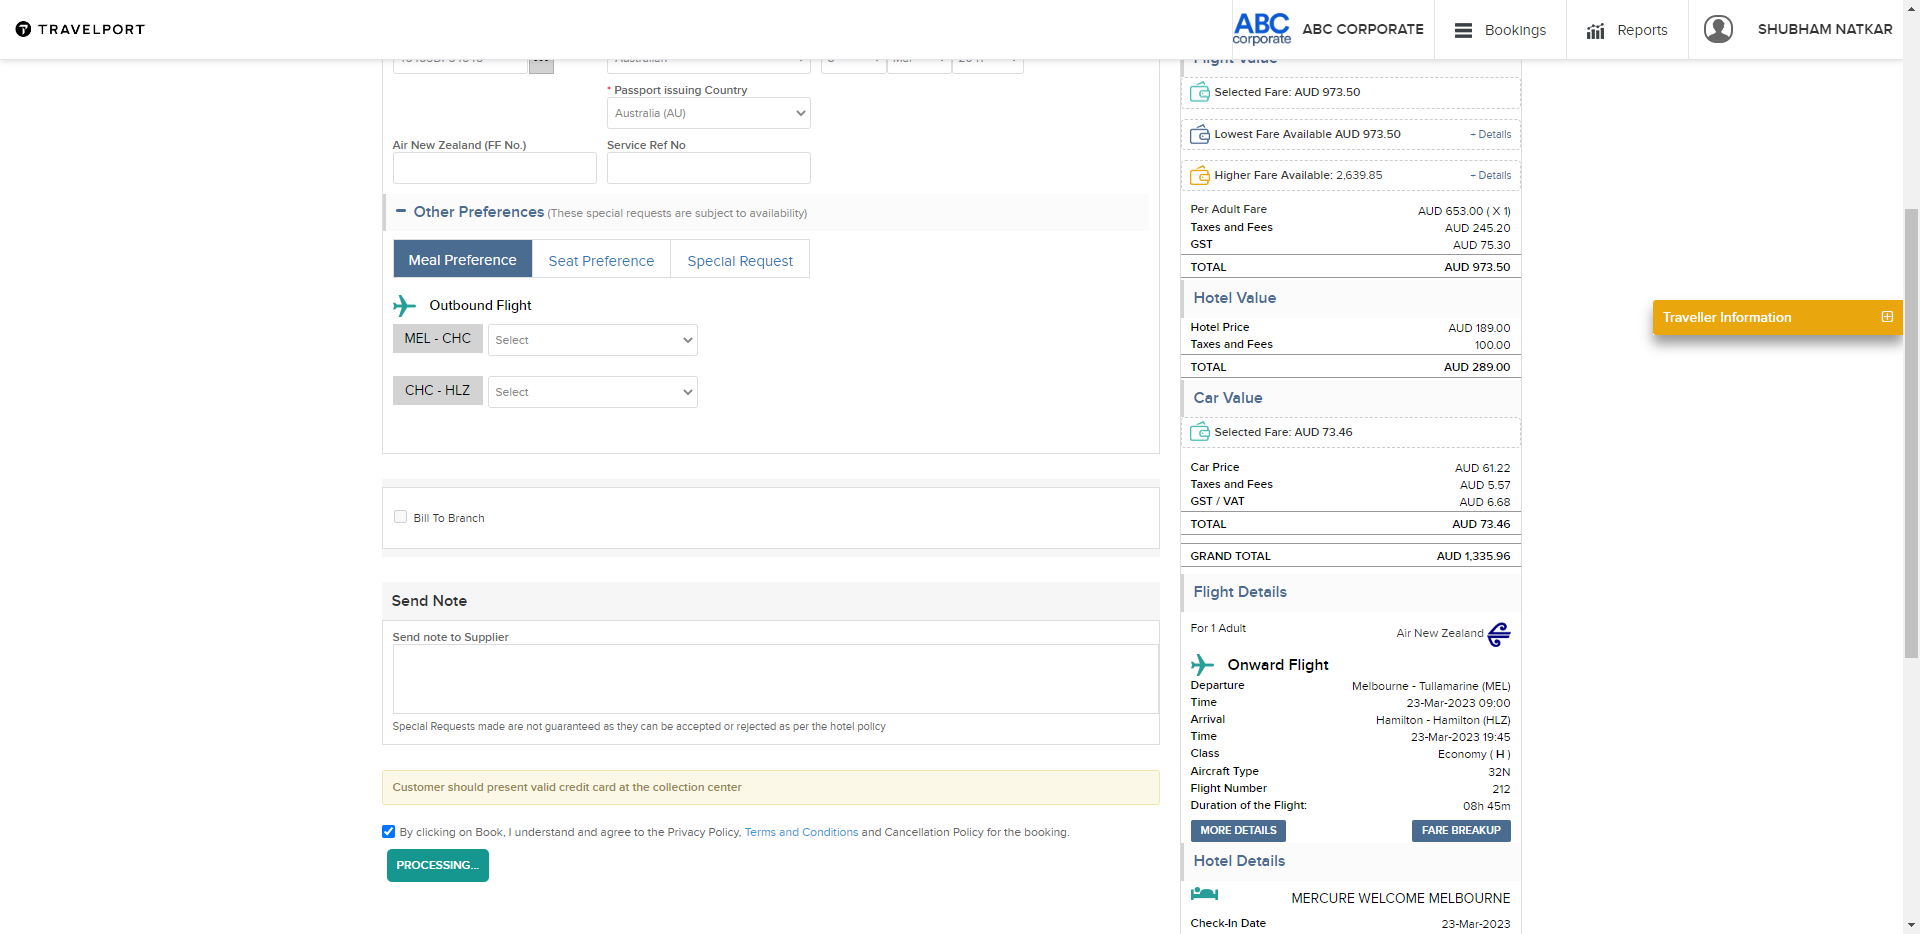 TRAVELPORT
ABC
corporate
ABC CORPORATE
Bookings
Reports
SHUBHAM NATKAR
* Passport issuing Country
Australia (AU)
Air New Zealand (FF No.)
Service Ref No
Other Preferences (These special requests are subject to availability)
Meal Preference
Seat Preference
Special Request
Outbound Flight
MEL - CHC
Select
CHC - HLZ
Select
Bill To Branch
Send Note
Send note to Supplier
Special Requests made are not guaranteed as they can be accepted or rejected as per the hotel policy
Customer should present valid credit card at the collection center
By clicking on Book, I understand and agree to the Privacy Policy, Terms and Conditions and Cancellation Policy for the booking.
PROCESSING...
Flight Value
Selected Fare: AUD 973.50
Lowest Fare Available AUD 973.50
+ Details
Higher Fare Available: 2,639.85
+ Details
Per Adult Fare AUD 653.00 ( X 1)
Taxes and Fees AUD 245.20
GST AUD 75.30
TOTAL AUD 973.50
Hotel Value
Hotel Price AUD 189.00
Taxes and Fees 100.00
TOTAL AUD 289.00
Car Value
Selected Fare: AUD 73.46
Car Price AUD 61.22
Taxes and Fees AUD 5.57
GST / VAT AUD 6.68
TOTAL AUD 73.46
GRAND TOTAL AUD 1,335.96
Flight Details
For 1 Adult Air New Zealand
Onward Flight
Departure Melbourne - Tullamarine (MEL)
Time 23-Mar-2023 09:00
Arrival Hamilton - Hamilton (HLZ)
Time 23-Mar-2023 19:45
Class Economy ( H )
Aircraft Type 32N
Flight Number 212
Duration of the Flight: 08h 45m
MORE DETAILS
FARE BREAKUP
Hotel Details
MERCURE WELCOME MELBOURNE
Check-In Date 23-Mar-2023
Traveller Information